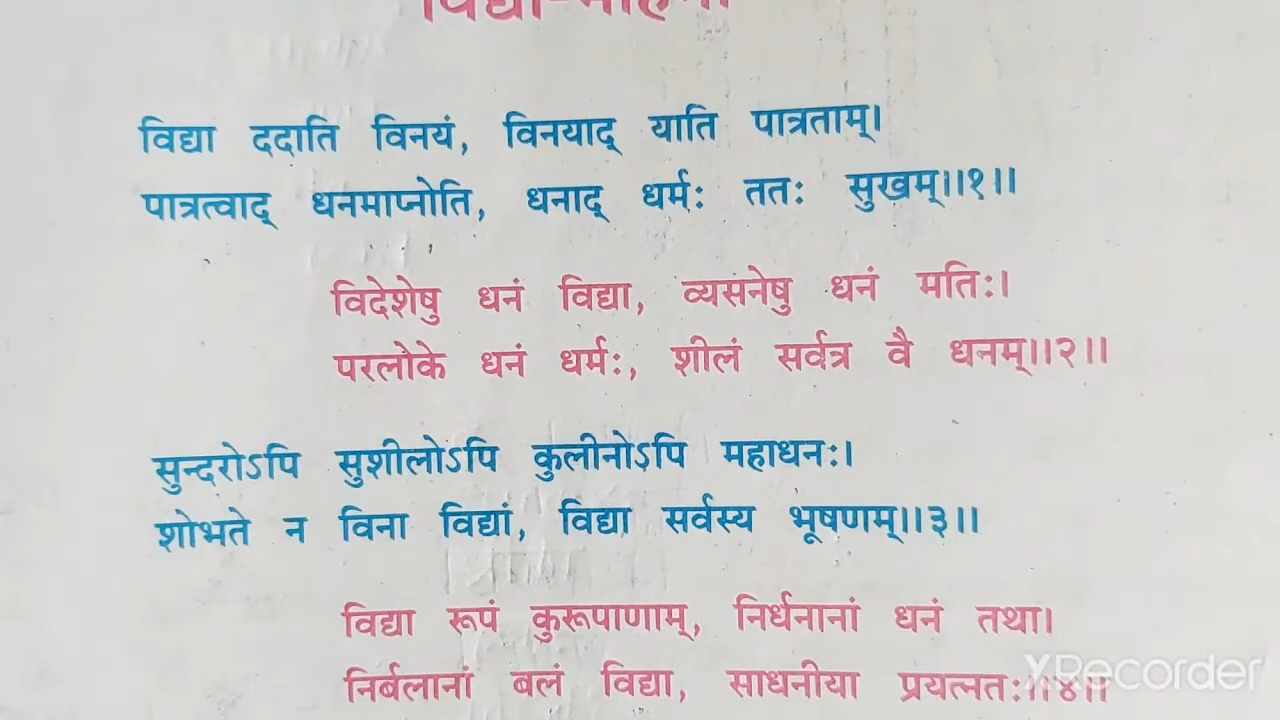 विद्या-महिमा
विद्या ददाति विनयं, विनयाद् याति पात्रताम्।
पात्रत्वाद् धनमाप्नोति, धनाद् धर्मः ततः सुखम्।।१।।
विदेशेषु धनं विद्या, व्यसनेषु धनं मतिः।
परलोके धनं धर्मः, शीलं सर्वत्र वै धनम्।।२।।
सुन्दरोऽपि सुशीलोऽपि कुलीनोऽपि महाधनः।
शोभते न विना विद्यां, विद्या सर्वस्य भूषणम्।।३।।
विद्या रूपं कुरूपाणाम्, निर्धनानां धनं तथा।
निर्बलानां बलं विद्या, साधनीया प्रयत्नतः।।४।।
XRecorder